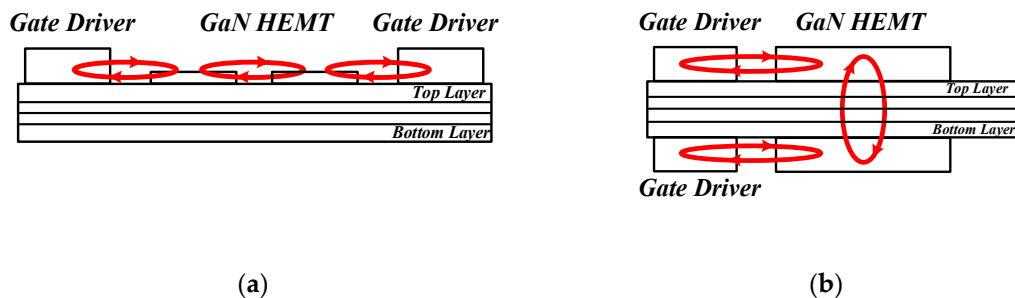 Gate Driver GaN HEMT Gate Driver
Top Layer
Bottom Layer
(a)
Gate Driver GaN HEMT
Top Layer
Bottom Layer
Gate Driver
(b)